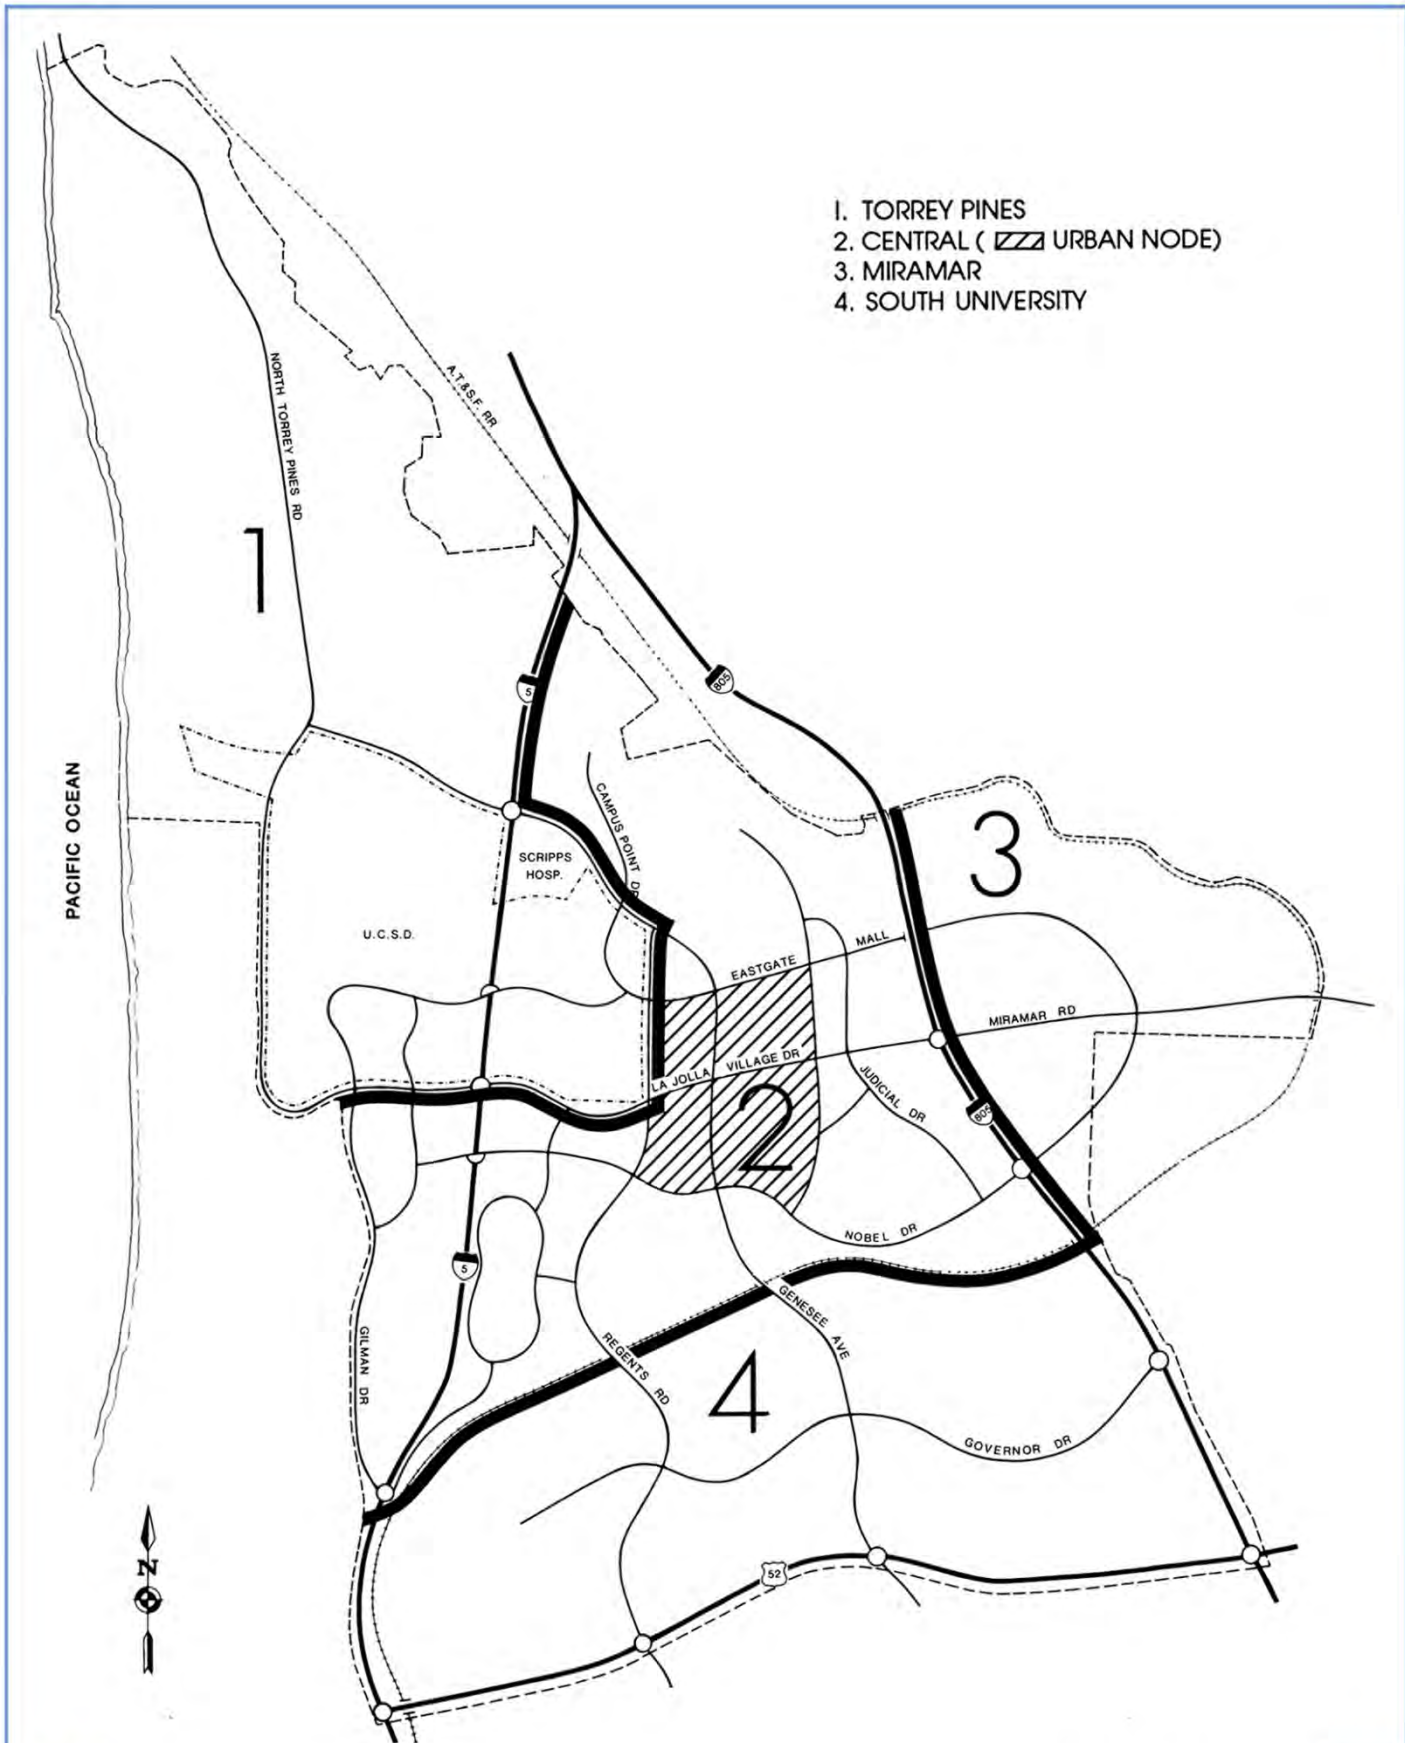 1. TORREY PINES
2. CENTRAL ( URBAN NODE)
3. MIRAMAR
4. SOUTH UNIVERSITY
A.T.&S.F. RR
NORTH TORREY PINES RD
1
805
5
PACIFIC OCEAN
CAMPUS POINT DR
3
SCRIPPS
HOSP.
U.C.S.D.
EASTGATE MALL
MIRAMAR RD
LA JOLLA VILLAGE DR
JUDICIAL DR
2
805
NOBEL DR
5
GENESEE AVE
GILMAN DR
REGENTS RD
4
GOVERNOR DR
N
52